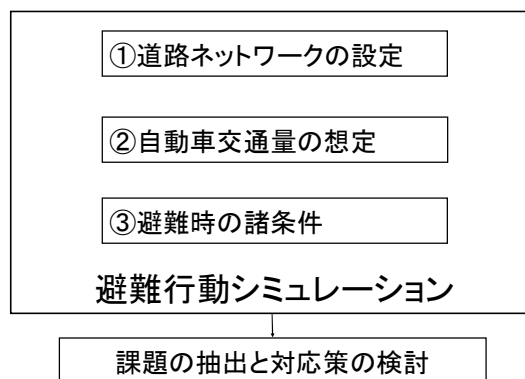 ①道路ネットワークの設定
②自動車交通量の想定
③避難時の諸条件
避難行動シミュレーション
課題の抽出と対応策の検討